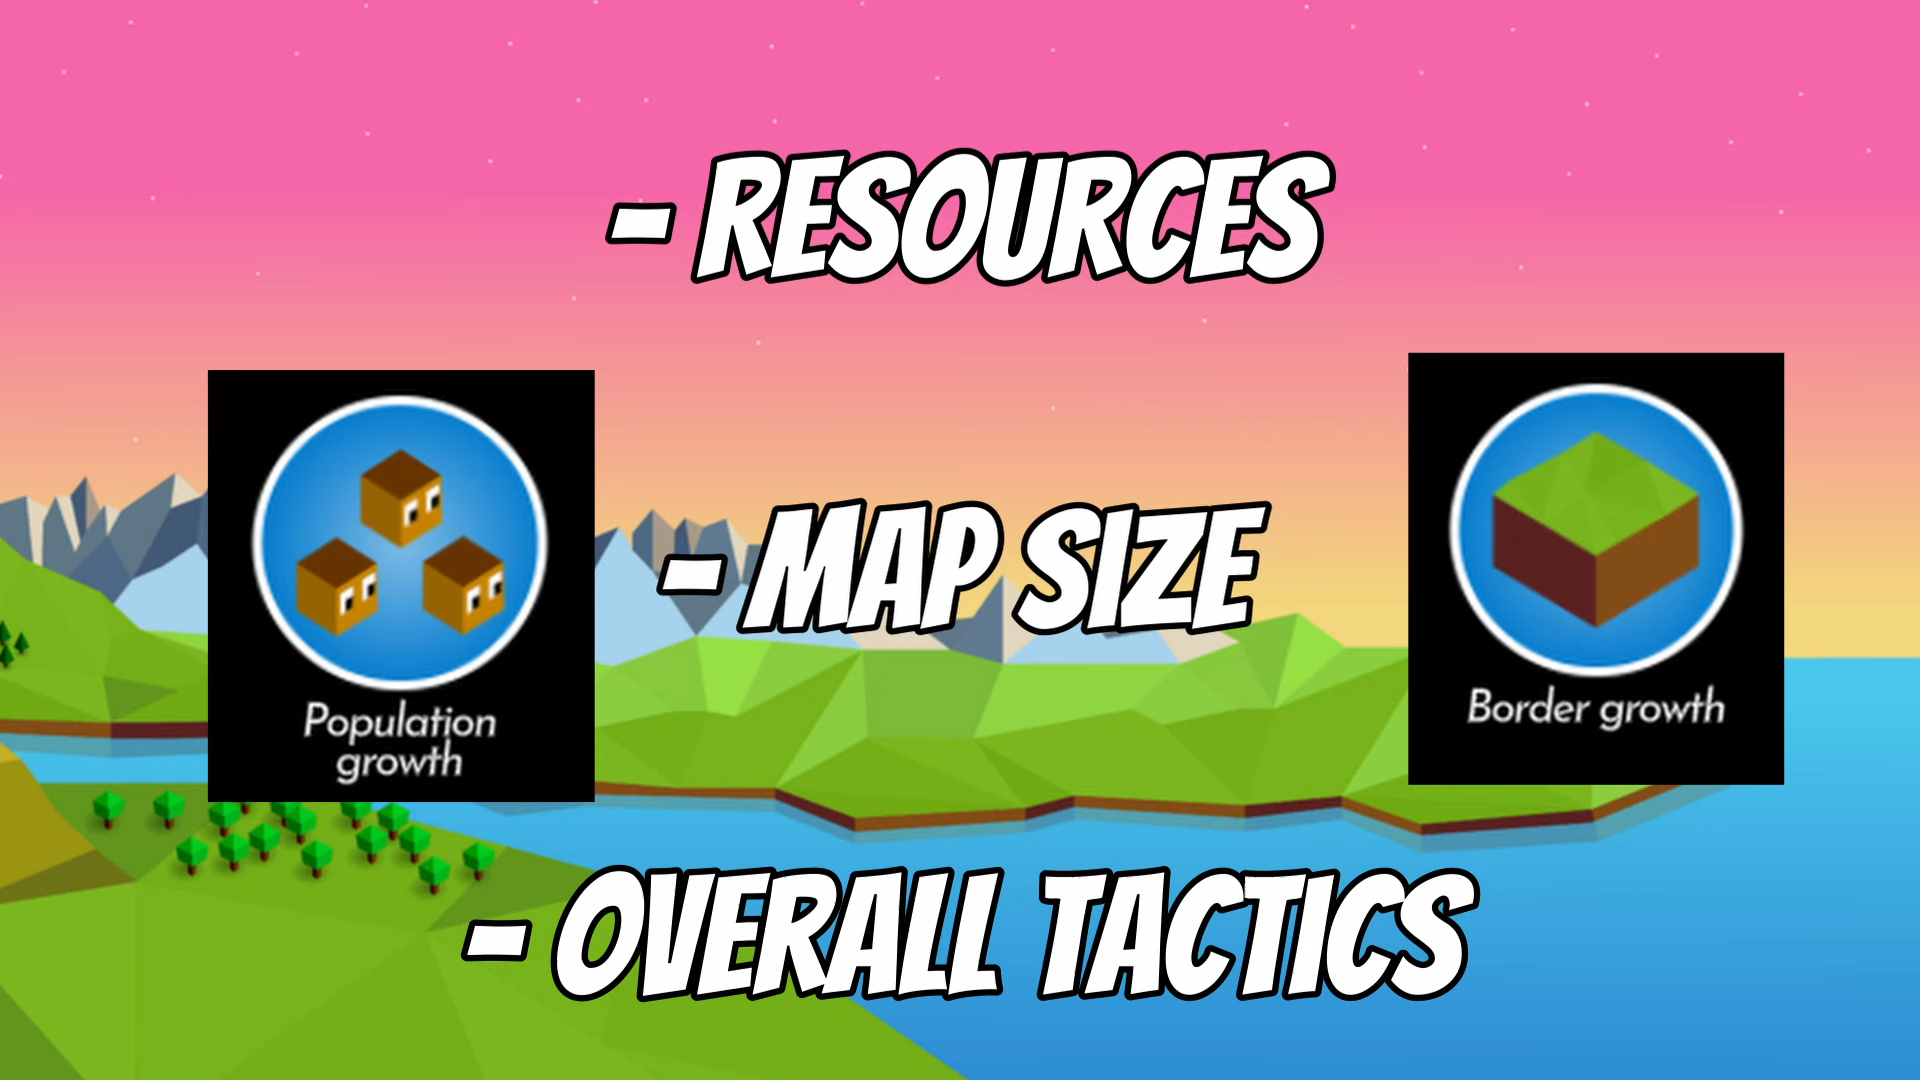 - RESOURCES
Population
growth
- MAP SIZE
Border growth
- OVERALL TACTICS